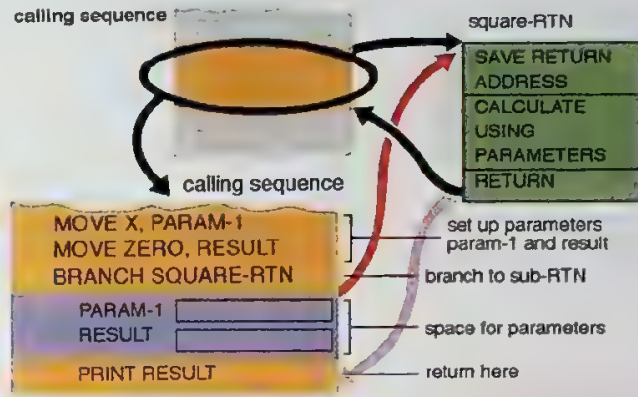 calling sequence
square-RTN
SAVE RETURN
ADDRESS
CALCULATE
USING
PARAMETERS
RETURN
calling sequence
MOVE X, PARAM-1
MOVE ZERO, RESULT
BRANCH SQUARE-RTN
set up parameters
param-1 and result
branch to sub-RTN
PARAM-1
RESULT
space for parameters
PRINT RESULT
return here